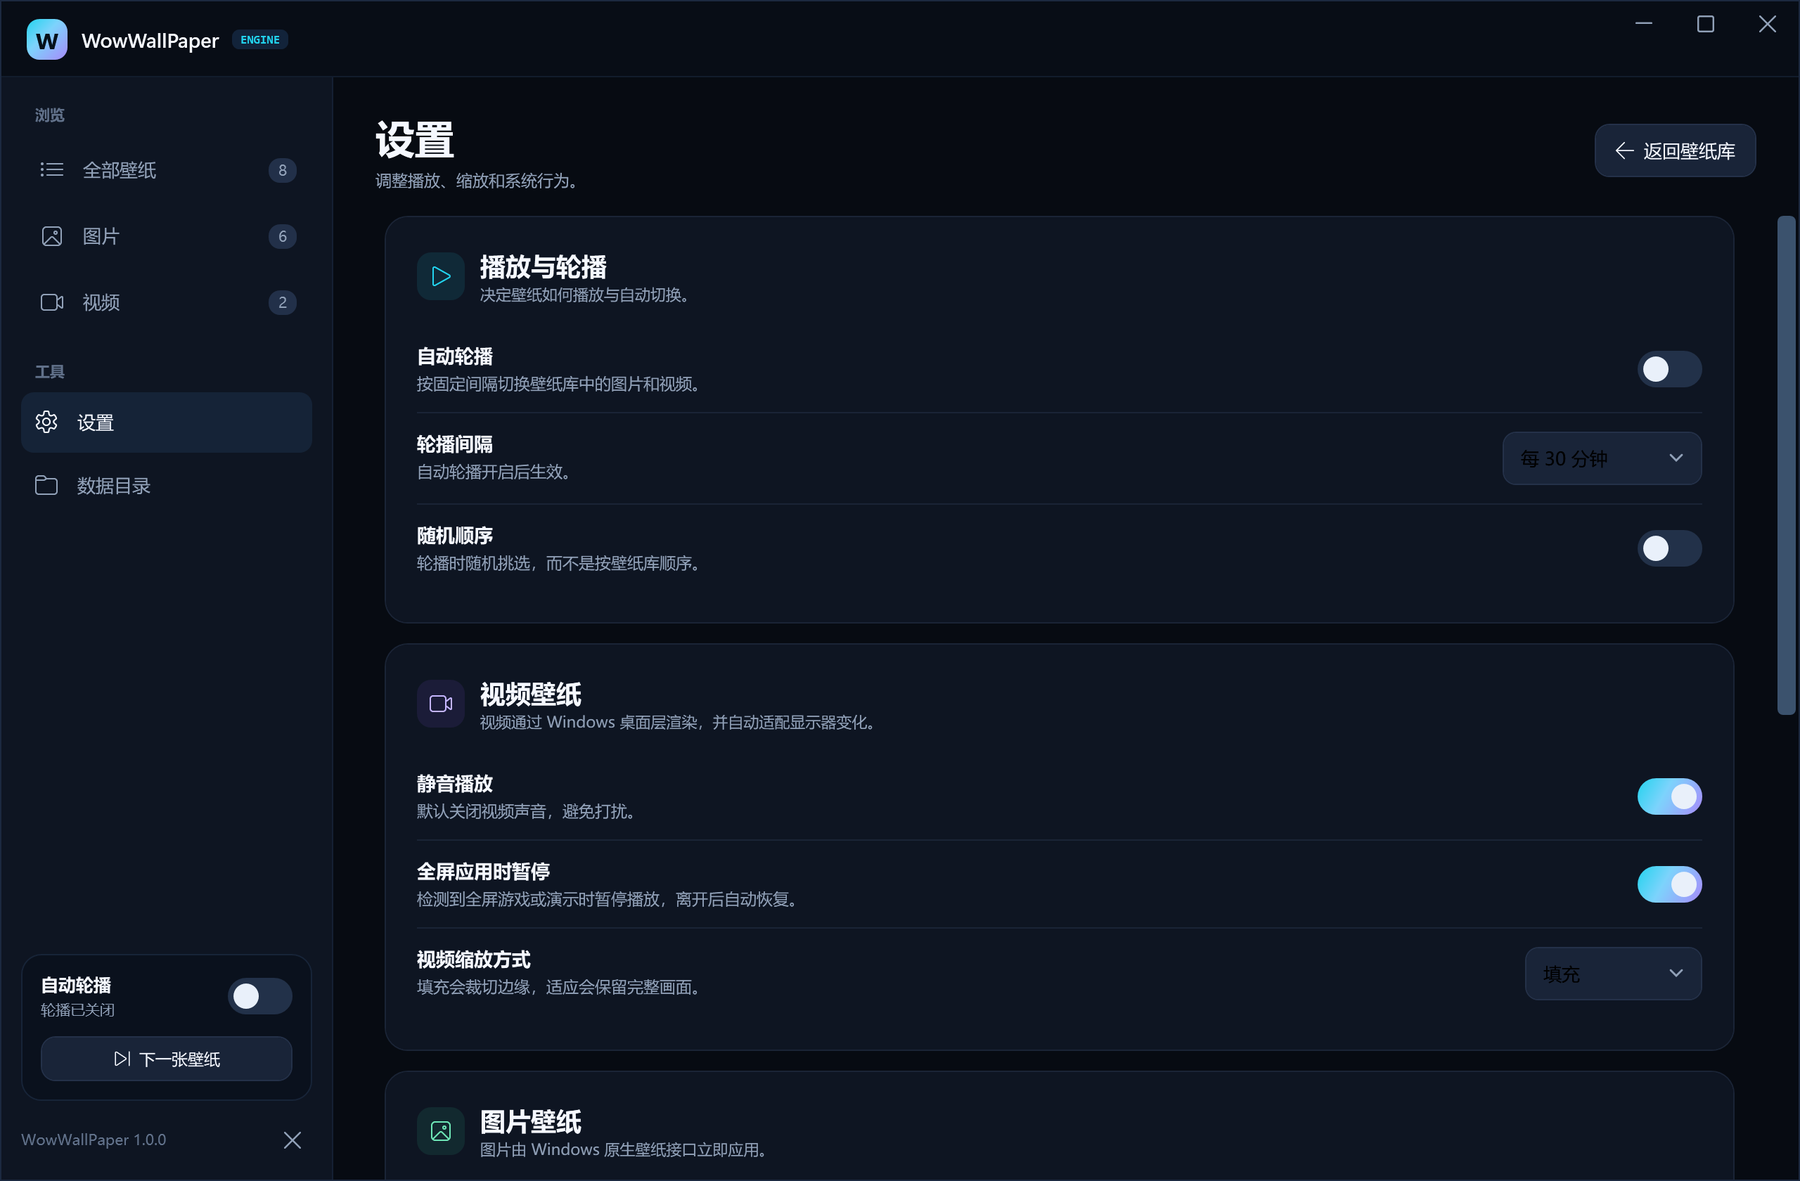 W
WowWallPaper
ENGINE
浏览
全部壁纸
8
图片
6
视频
2
工具
设置
数据目录
自动轮播
轮播已关闭
下一张壁纸
WowWallPaper 1.0.0
设置
调整播放、缩放和系统行为。
返回壁纸库
播放与轮播
决定壁纸如何播放与自动切换。
自动轮播
按固定间隔切换壁纸库中的图片和视频。
轮播间隔
自动轮播开启后生效。
每 30 分钟
随机顺序
轮播时随机挑选，而不是按壁纸库顺序。
视频壁纸
视频通过 Windows 桌面层渲染，并自动适配显示器变化。
静音播放
默认关闭视频声音，避免打扰。
全屏应用时暂停
检测到全屏游戏或演示时暂停播放，离开后自动恢复。
视频缩放方式
填充会裁切边缘，适应会保留完整画面。
填充
图片壁纸
图片由 Windows 原生壁纸接口立即应用。